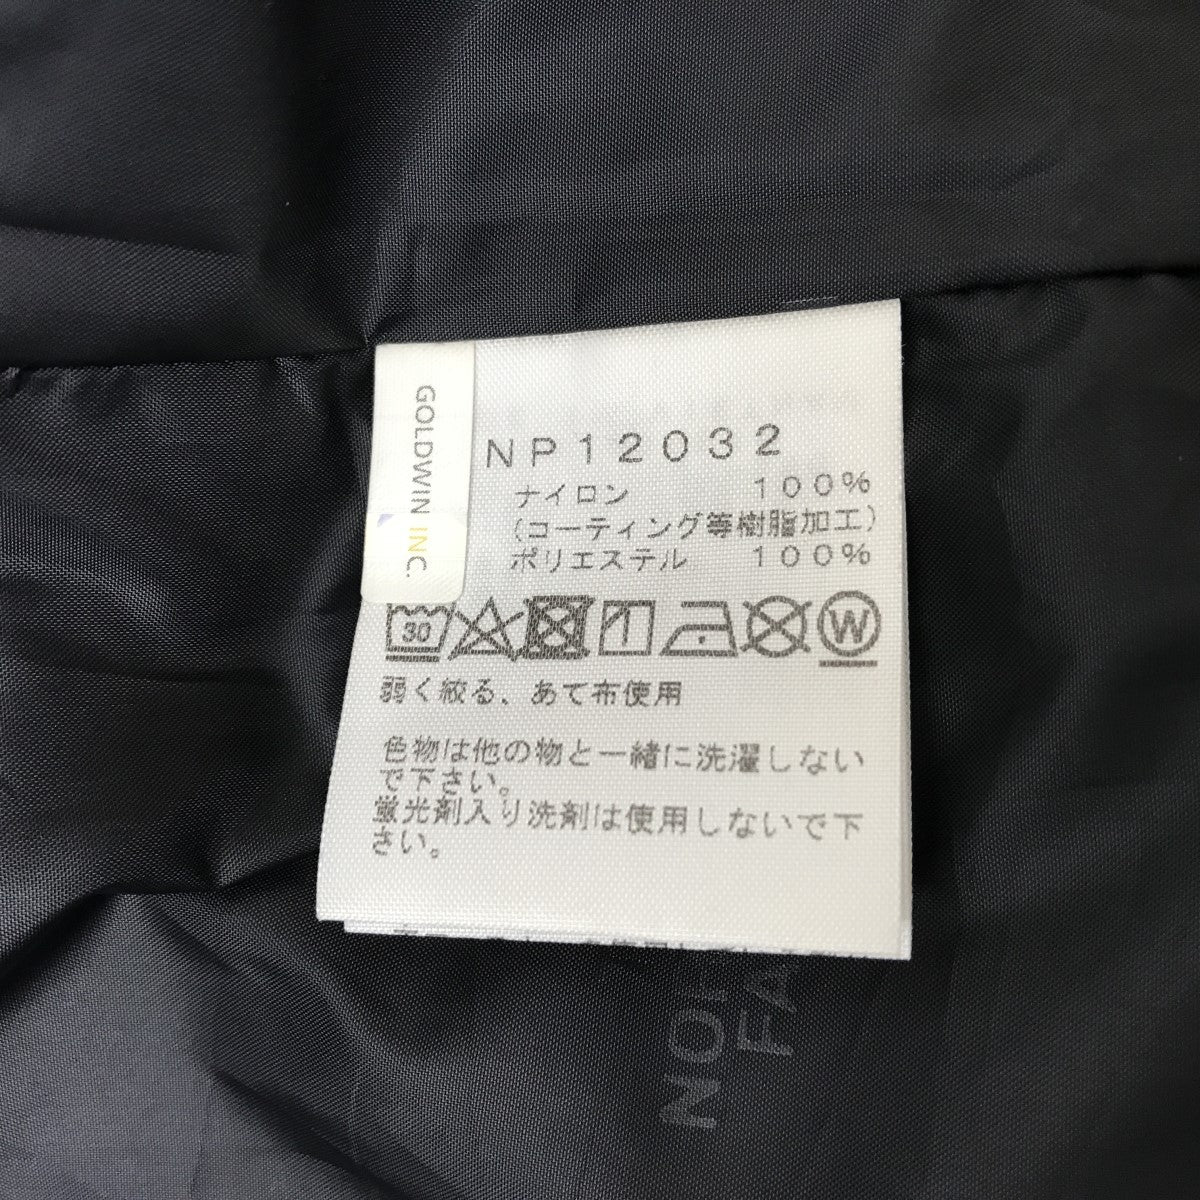 GOLDWIN INC.
NP12032
ナイロン 100%
(コーティング等樹脂加工)
ポリエステル 100%
30
W
弱く絞る、あて布使用
色物は他の物と一緒に洗濯しない
で下さい。
蛍光剤入り洗剤は使用しないで下
さい。
NOR
FA